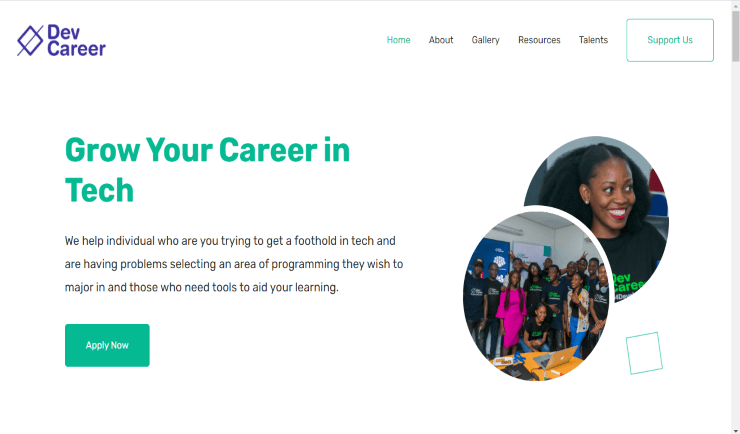 Dev
Career
Home About Gallery Resources Talents Support Us
Grow Your Career in
Tech
We help individual who are you trying to get a foothold in tech and
are having problems selecting an area of programming they wish to
major in and those who need tools to aid your learning.
Apply Now